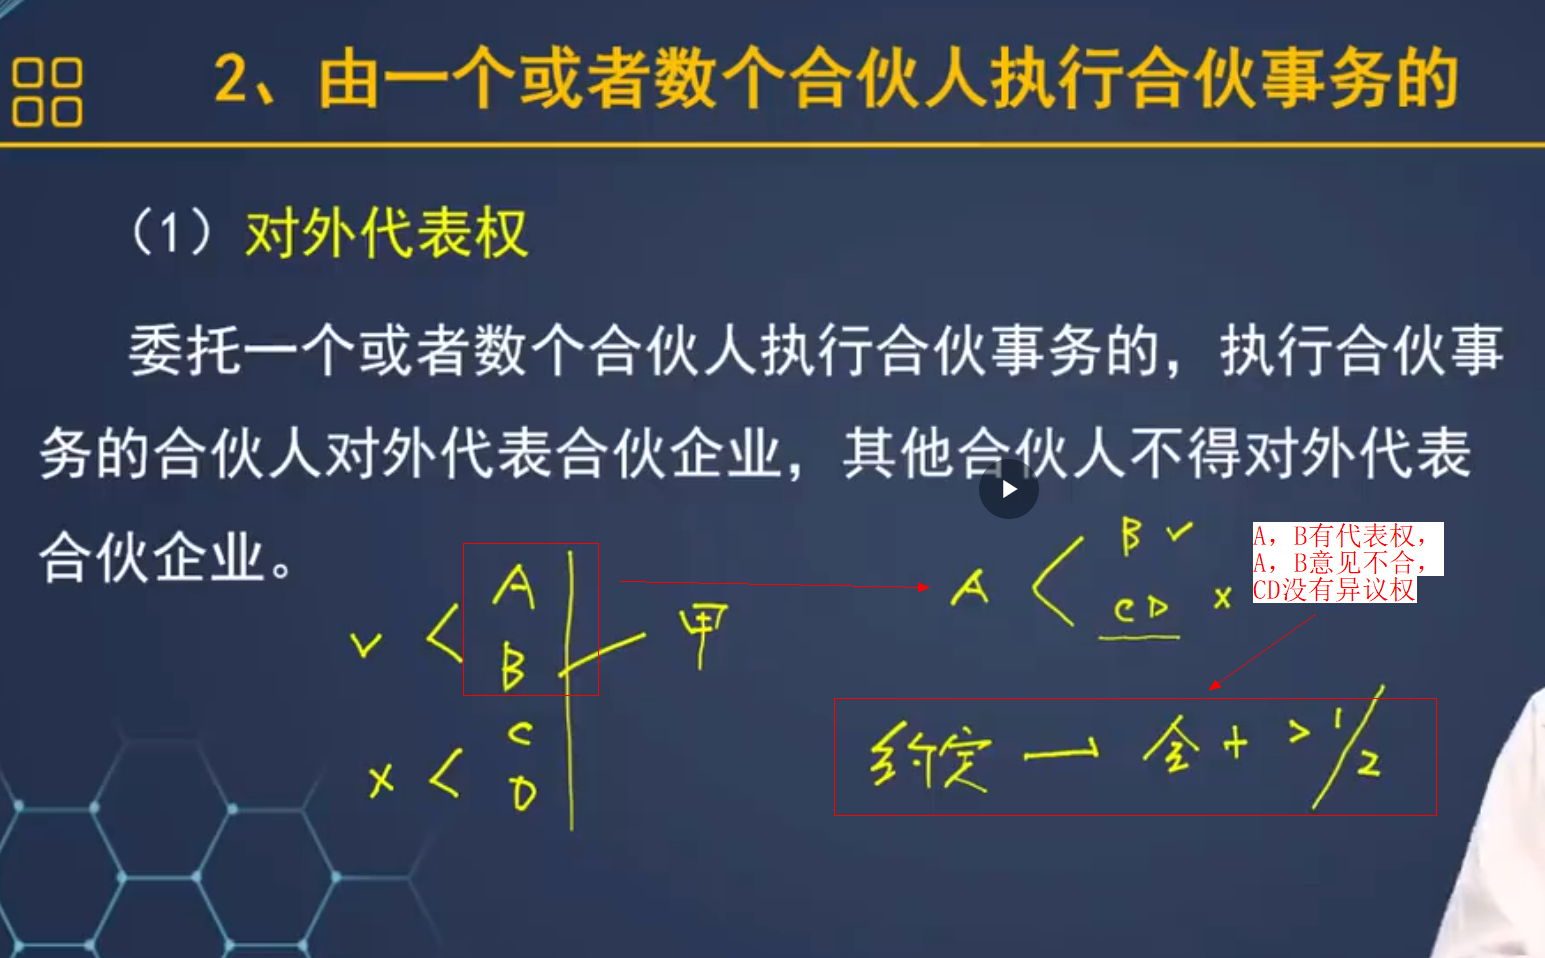 2、由一个或者数个合伙人执行合伙事务的
（1）对外代表权
委托一个或者数个合伙人执行合伙事务的，执行合伙事
务的合伙人对外代表合伙企业，其他合伙人不得对外代表
合伙企业。
A，B有代表权，
A，B意见不合，
CD没有异议权
A
B
C
D
甲
A
B ✓
CD ×
✓
×
约定 — 全 + > 1/2